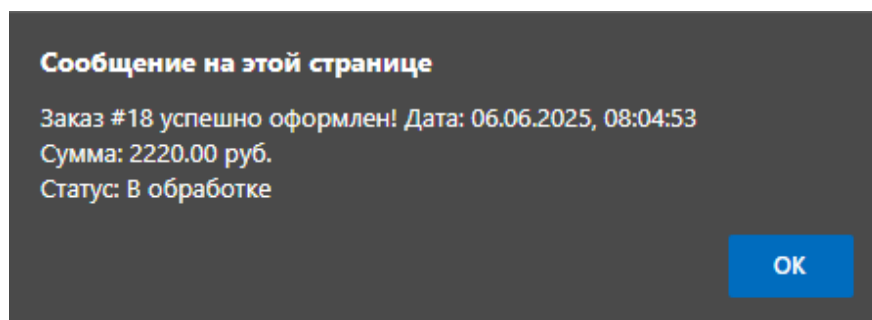 Сообщение на этой странице
Заказ #18 успешно оформлен! Дата: 06.06.2025, 08:04:53
Сумма: 2220.00 руб.
Статус: В обработке
ОК